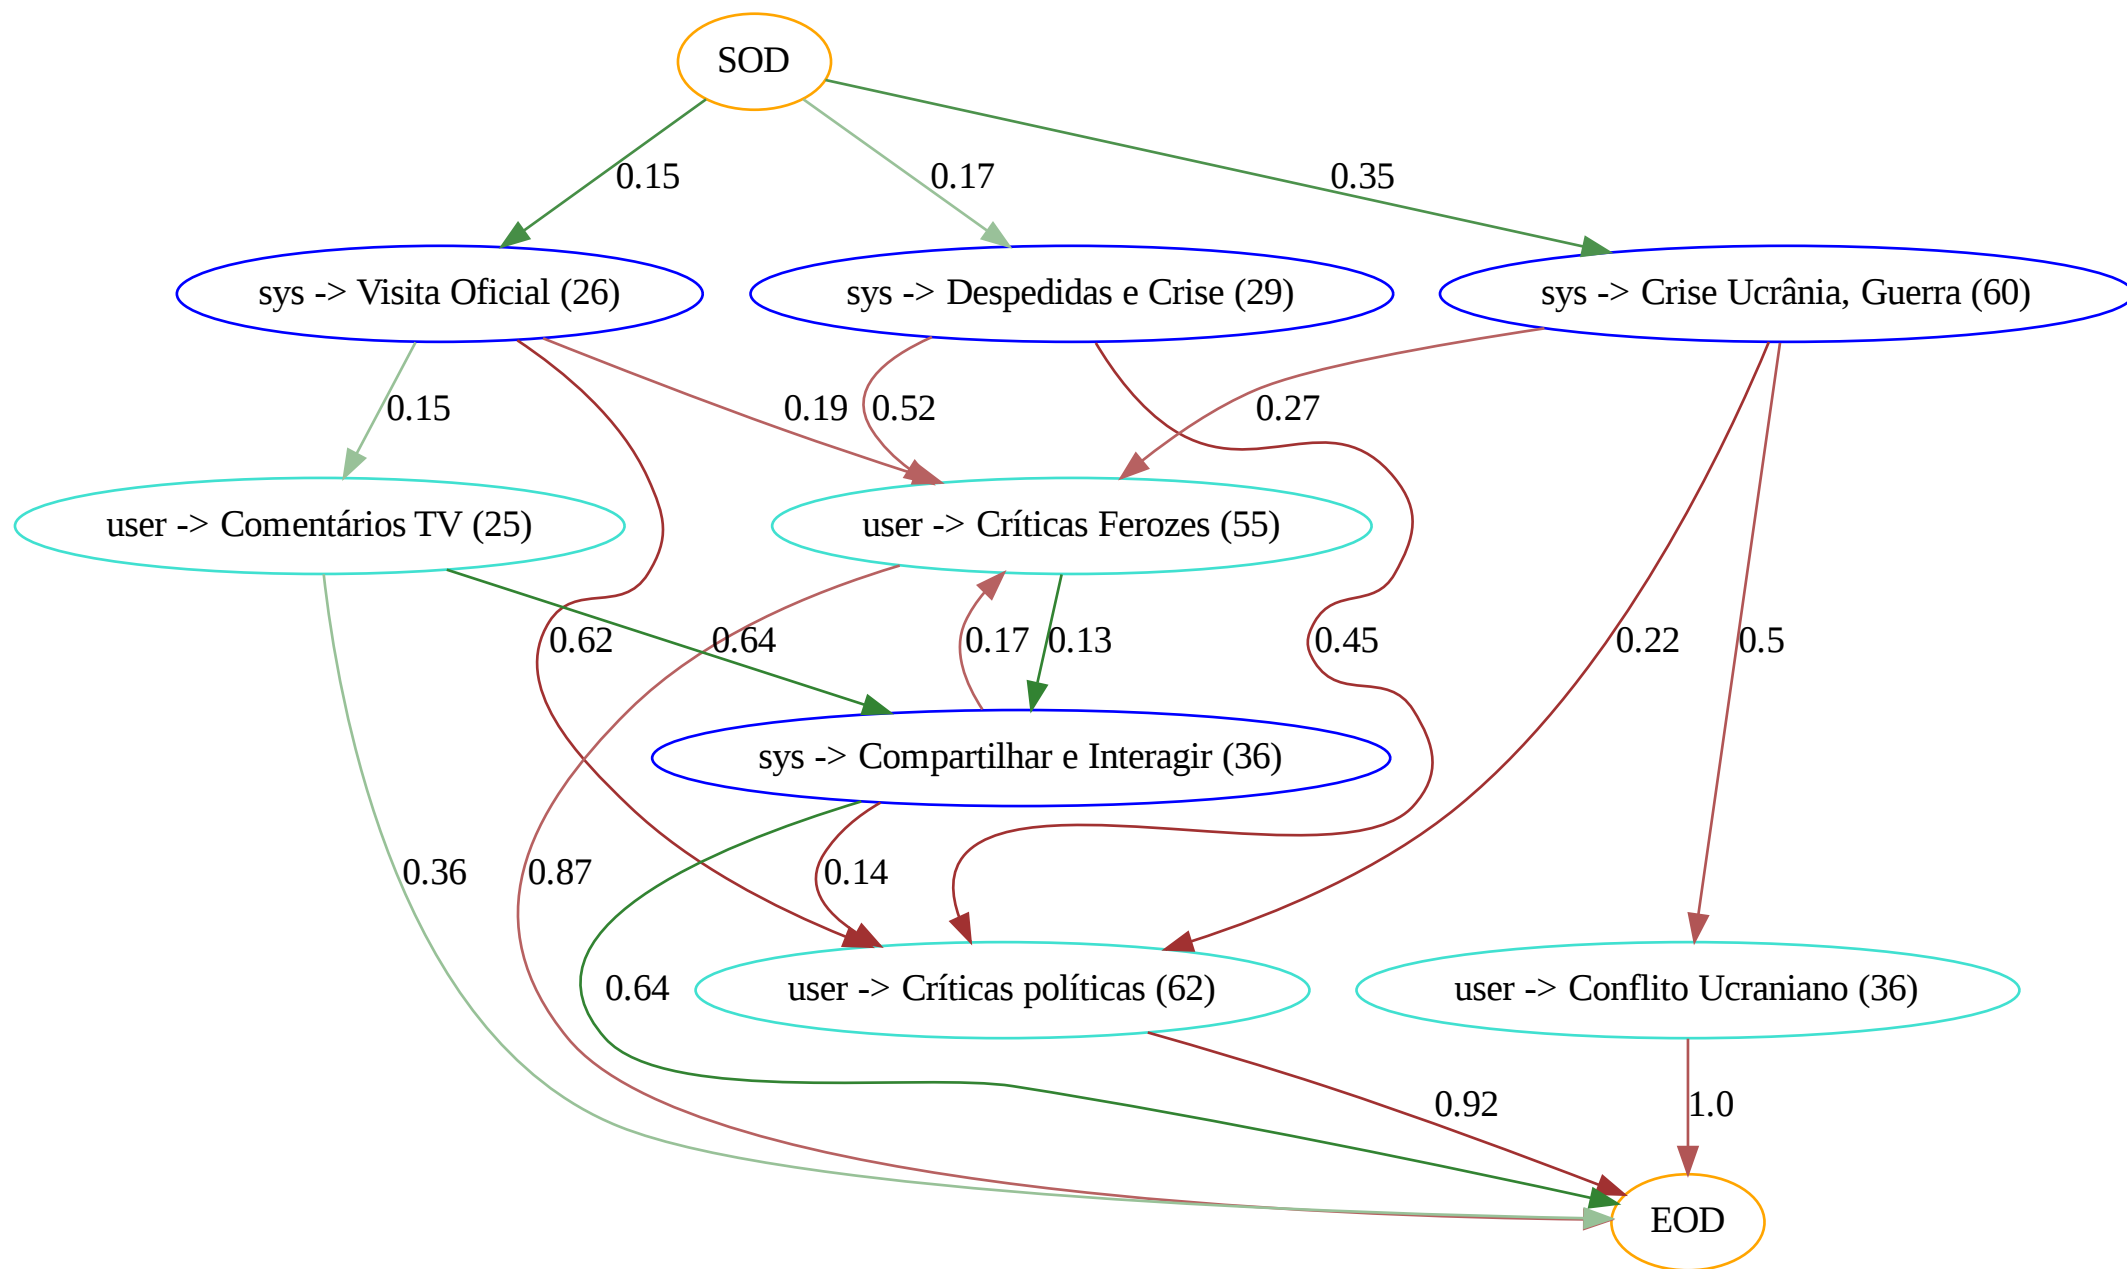 SOD
0.15
0.17
0.35
sys -> Visita Oficial (26)
sys -> Despedidas e Crise (29)
sys -> Crise Ucrânia, Guerra (60)
0.15
0.19
0.52
0.27
user -> Comentários TV (25)
user -> Críticas Ferozes (55)
0.62
0.64
0.17
0.13
0.45
0.22
0.5
sys -> Compartilhar e Interagir (36)
0.36
0.87
0.14
0.64
user -> Críticas políticas (62)
user -> Conflito Ucraniano (36)
0.92
1.0
EOD